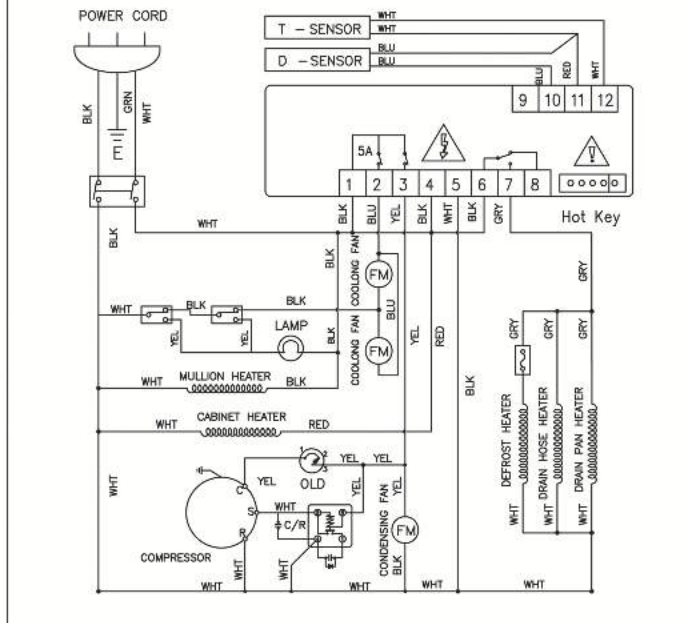 POWER CORD
WHT
T - SENSOR
WHT
BLU
D - SENSOR
BLU
BLU
RED
WHT
BLK
GRN
WHT
9 10 11 12
E
5A
1 2 3 4 5 6 7 8
Hot Key
BLK
BLU
YEL
BLK
WHT
BLK
GRY
WHT
BLK
BLK
COOLONG FAN
FM
GRY
WHT
BLK
BLK
YEL
YEL
LAMP
BLK
BLU
COOLONG FAN
FM
YEL
RED
BLK
GRY
GRY
GRY
MULLION HEATER
WHT
BLK
CABINET HEATER
WHT
RED
DEFROST HEATER
DRAIN HOSE HEATER
DRAIN PAN HEATER
WHT
1
2
3
YEL
YEL
YEL
OLD
YEL
YEL
C
S
R
WHT
C/R
COMPRESSOR
CONDENSING FAN
FM
BLK
WHT
WHT
WHT
WHT
WHT
WHT
WHT
WHT
WHT
WHT